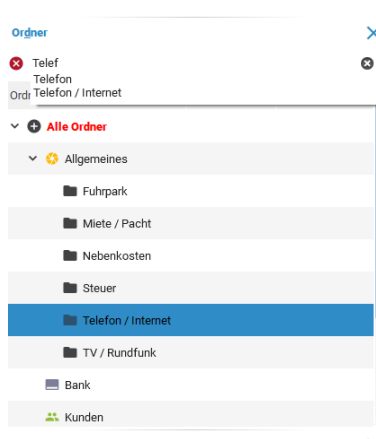 Ordner
Telef
Telefon
Telefon / Internet
Ordr
Alle Ordner
Allgemeines
Fuhrpark
Miete / Pacht
Nebenkosten
Steuer
Telefon / Internet
TV / Rundfunk
Bank
Kunden